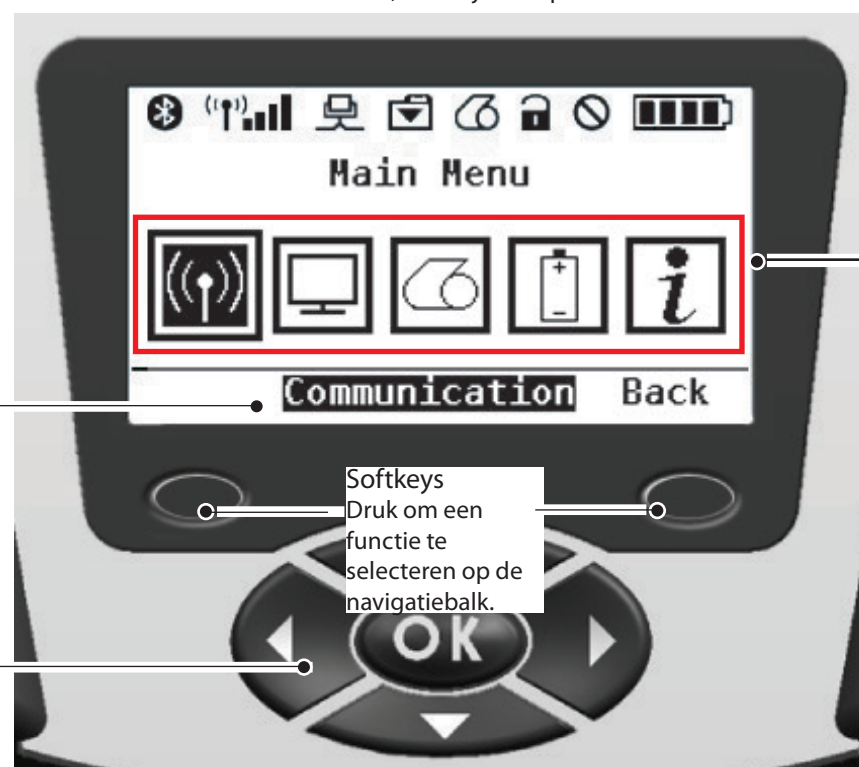 Main Menu
Communication Back
Softkeys
Druk om een
functie te
selecteren op de
navigatiebalk.
OK